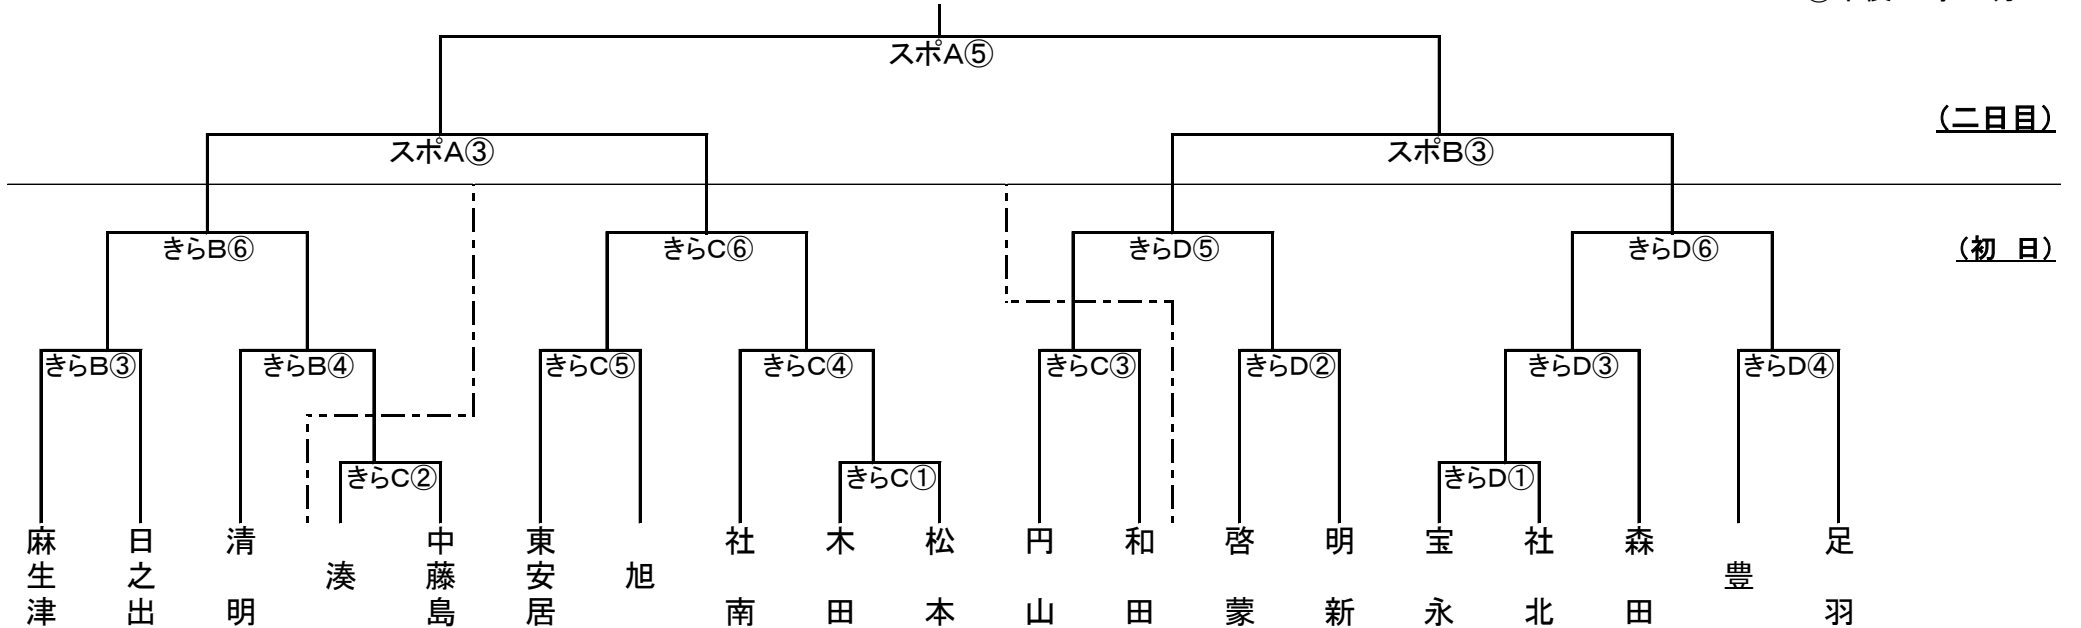 スポA⑤
(二日目)
スポA③
スポB③
きらB⑥
きらC⑥
きらD⑤
きらD⑥
(初 日)
きらB③
きらB④
きらC⑤
きらC④
きらC③
きらD②
きらD③
きらD④
きらC②
きらC①
きらD①
麻生津
日之出
清明
湊
中藤島
東安居
旭
社南
木田
松本
円山
和田
啓蒙
明新
宝永
社北
森田
豊
足羽